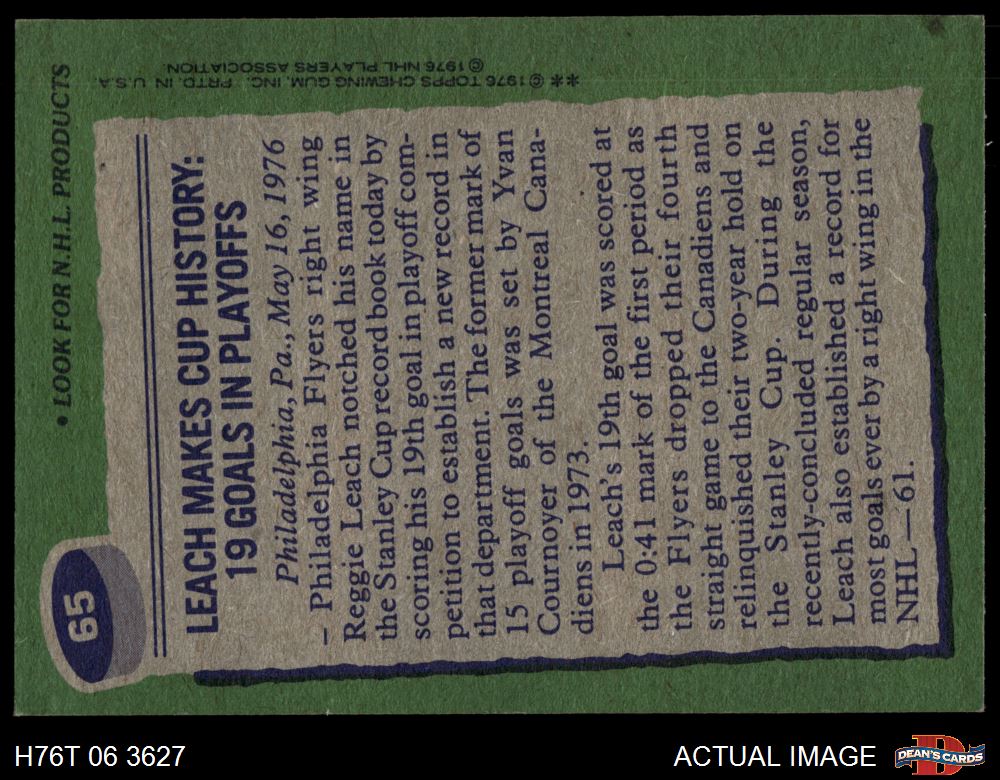 65
• LOOK FOR N.H.L. PRODUCTS
**© 1976 TOPPS CHEWING GUM, INC. PRTD. IN U.S.A.
© 1976 NHL PLAYERS ASSOCIATION
LEACH MAKES CUP HISTORY:
19 GOALS IN PLAYOFFS
Philadelphia, Pa., May 16, 1976
– Philadelphia Flyers right wing
Reggie Leach notched his name in
the Stanley Cup record book today by
scoring his 19th goal in playoff com-
petition to establish a new record in
that department. The former mark of
15 playoff goals was set by Yvan
Cournoyer of the Montreal Cana-
diens in 1973.
Leach's 19th goal was scored at
the 0:41 mark of the first period as
the Flyers dropped their fourth
straight game to the Canadiens and
relinquished their two-year hold on
the Stanley Cup. During the
recently-concluded regular season,
Leach also established a record for
most goals ever by a right wing in the
NHL—61.
H76T 06 3627
ACTUAL IMAGE
D
DEAN'S CARDS